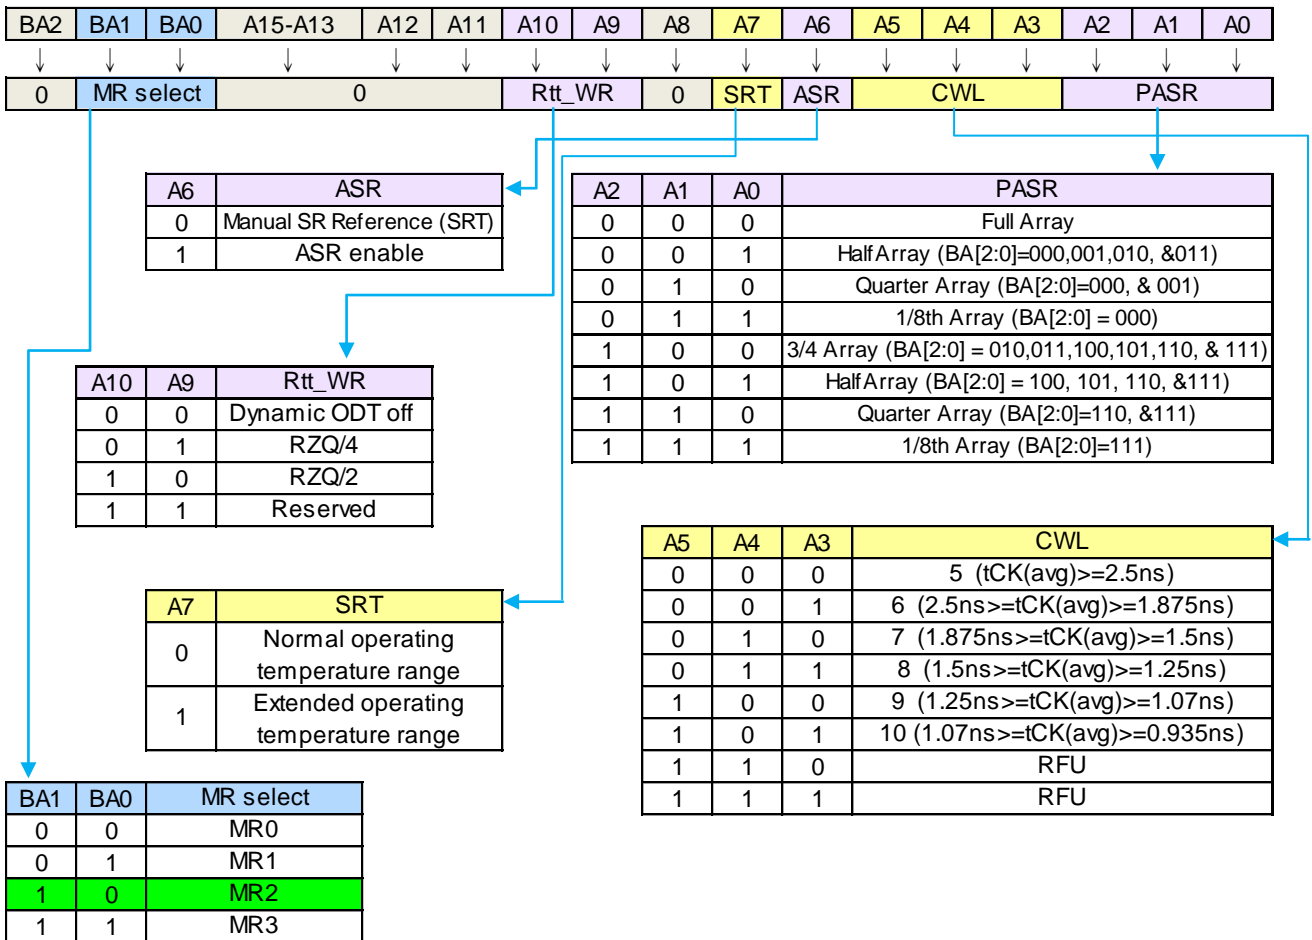 BA2 BA1 BA0 A15-A13 A12 A11 A10 A9 A8 A7 A6 A5 A4 A3 A2 A1 A0
0 MR select 0 Rtt_WR 0 SRT ASR CWL PASR
A6 ASR
0 Manual SR Reference (SRT)
1 ASR enable
A2 A1 A0 PASR
0 0 0 Full Array
0 0 1 Half Array (BA[2:0]=000,001,010, &011)
0 1 0 Quarter Array (BA[2:0]=000, & 001)
0 1 1 1/8th Array (BA[2:0] = 000)
1 0 0 3/4 Array (BA[2:0] = 010,011,100,101,110, & 111)
1 0 1 Half Array (BA[2:0] = 100, 101, 110, &111)
1 1 0 Quarter Array (BA[2:0]=110, &111)
1 1 1 1/8th Array (BA[2:0]=111)
A10 A9 Rtt_WR
0 0 Dynamic ODT off
0 1 RZQ/4
1 0 RZQ/2
1 1 Reserved
A5 A4 A3 CWL
0 0 0 5 (tCK(avg)>=2.5ns)
0 0 1 6 (2.5ns>=tCK(avg)>=1.875ns)
0 1 0 7 (1.875ns>=tCK(avg)>=1.5ns)
0 1 1 8 (1.5ns>=tCK(avg)>=1.25ns)
1 0 0 9 (1.25ns>=tCK(avg)>=1.07ns)
1 0 1 10 (1.07ns>=tCK(avg)>=0.935ns)
1 1 0 RFU
1 1 1 RFU
A7 SRT
0 Normal operating
temperature range
1 Extended operating
temperature range
BA1 BA0 MR select
0 0 MR0
0 1 MR1
1 0 MR2
1 1 MR3